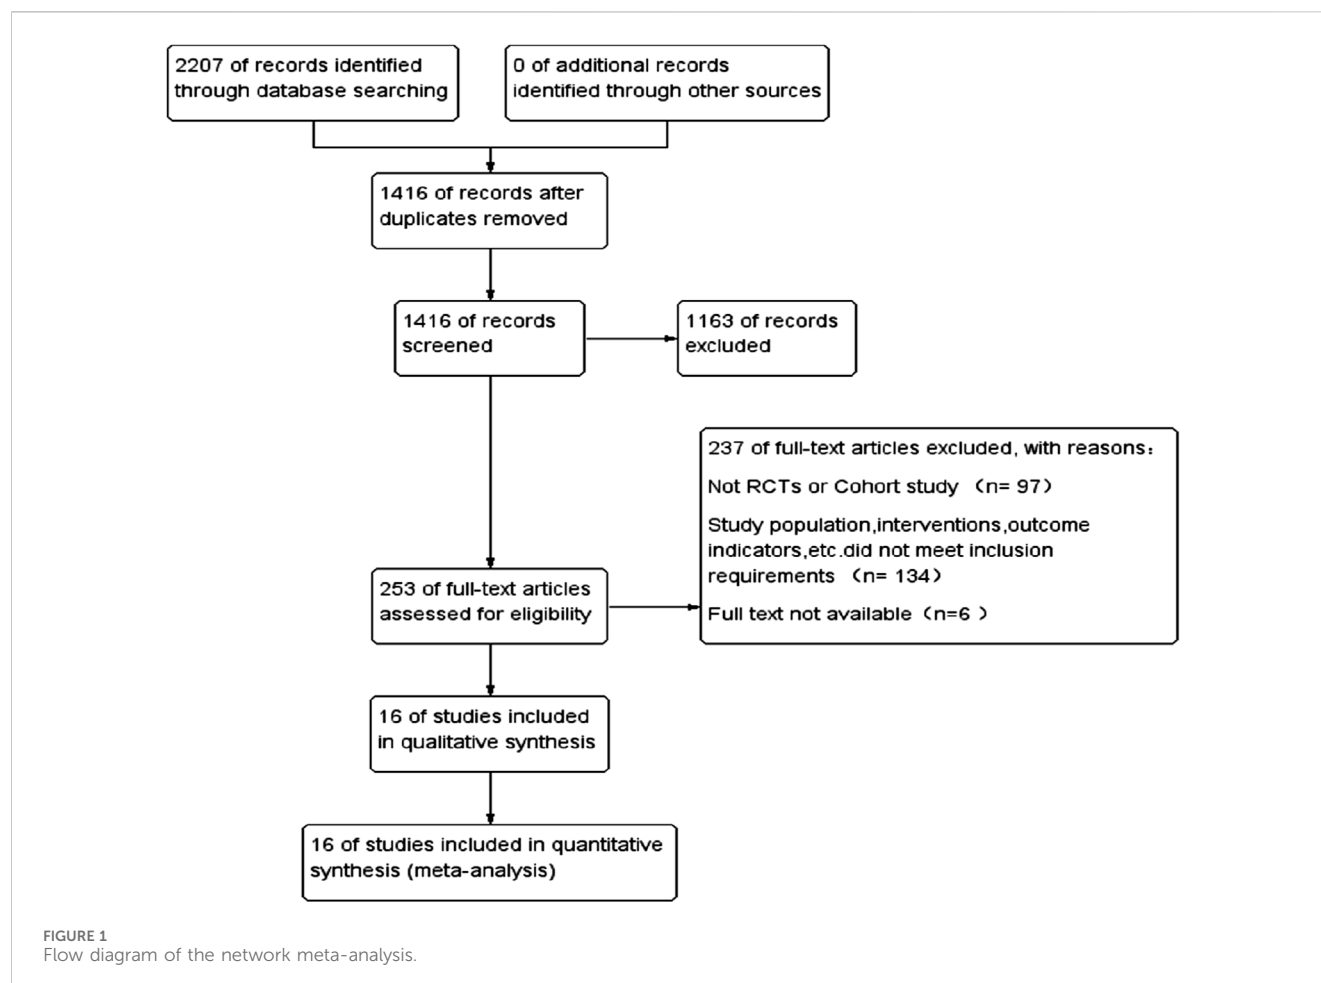 2207 of records identified
through database searching
0 of additional records
identified through other sources
1416 of records after
duplicates removed
1416 of records
screened
1163 of records
excluded
237 of full-text articles excluded, with reasons：
Not RCTs or Cohort study （n= 97）
Study population,interventions,outcome
indicators,etc.did not meet inclusion
requirements （n= 134）
Full text not available（n=6 ）
253 of full-text articles
assessed for eligibility
16 of studies included
in qualitative synthesis
16 of studies included in quantitative
synthesis (meta-analysis)
FIGURE 1
Flow diagram of the network meta-analysis.